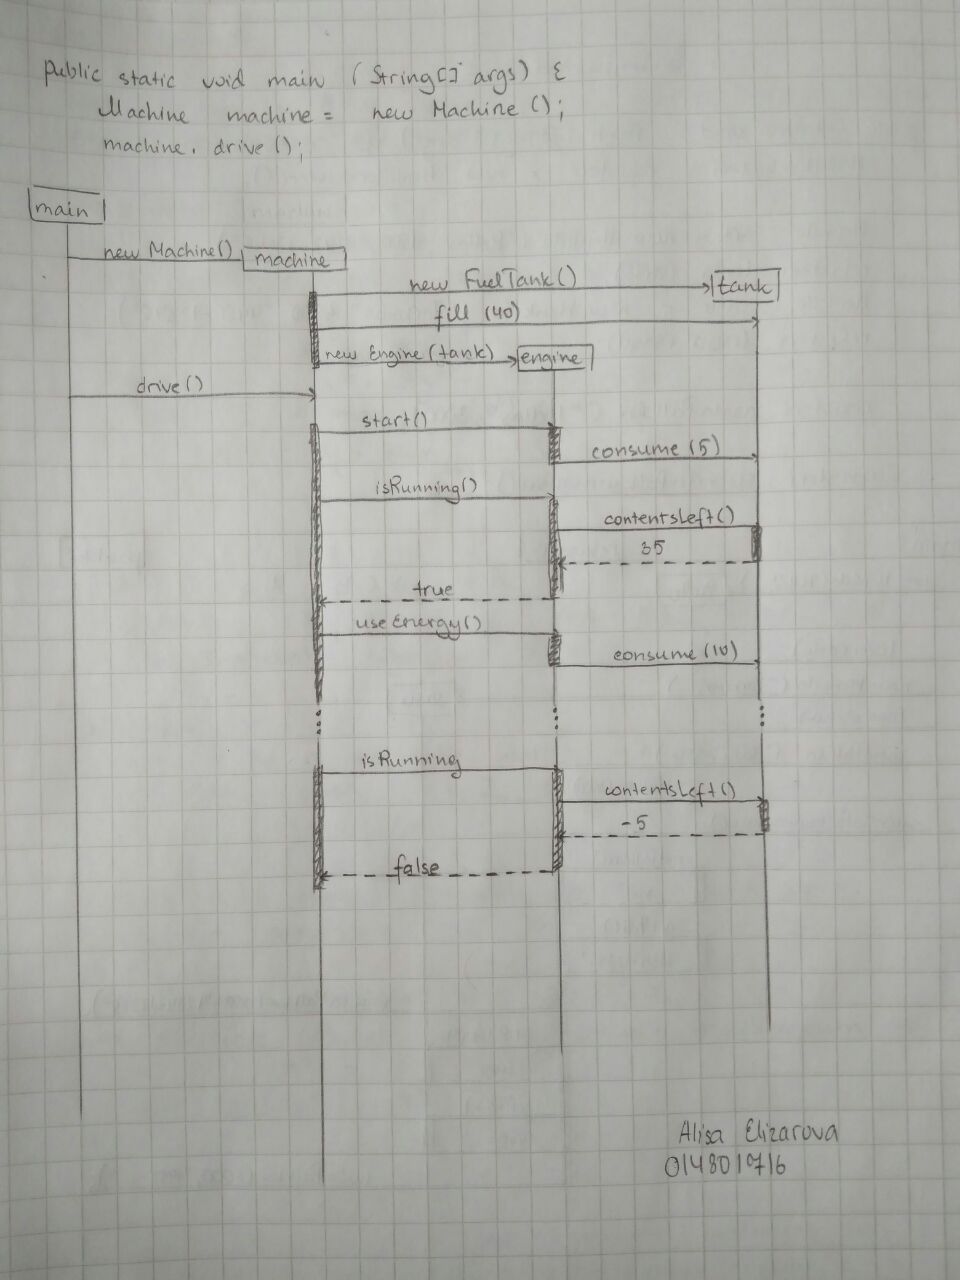 public static void main (String[] args) {
Machine machine = new Machine ();
machine. drive ();
main
new Machine() machine
new FuelTank() tank
fill (40)
new Engine (tank) engine
drive ()
start()
consume (5)
isRunning()
contentsLeft ()
35
true
useEnergy()
consume (10)
isRunning
contentsLeft ()
-5
false
Alisa Elizarova